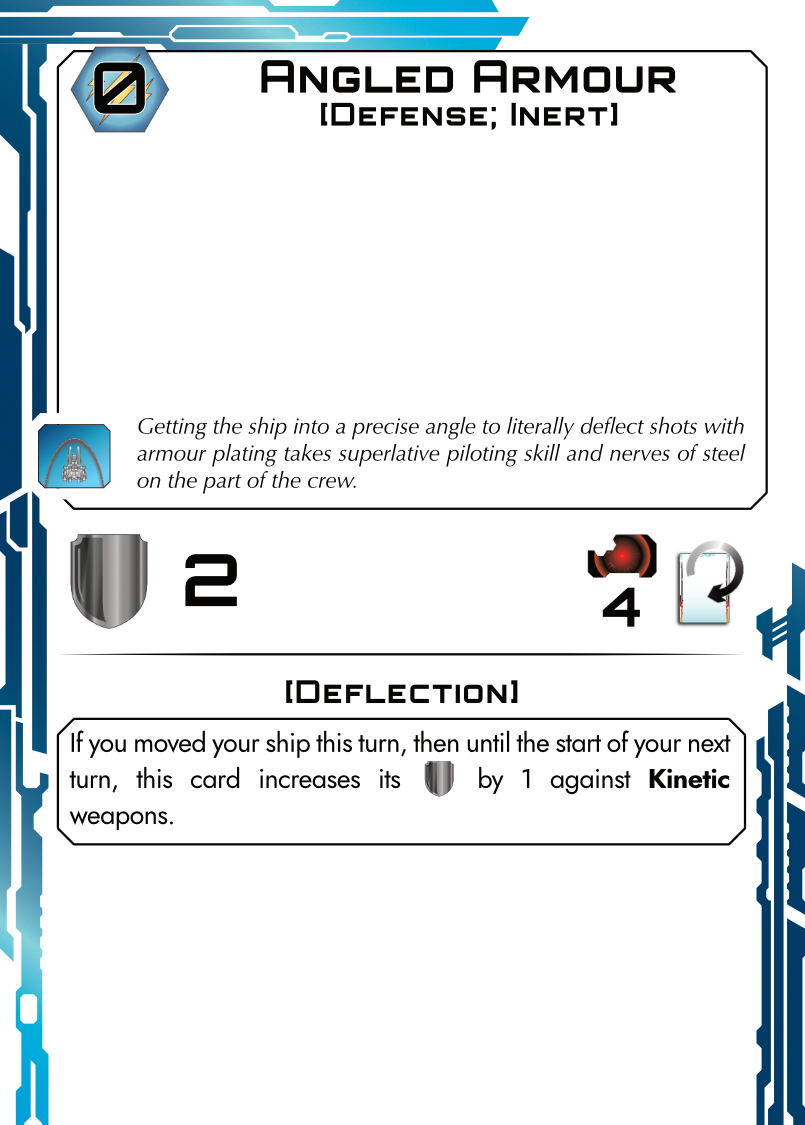 0
Angled Armour
[Defense; Inert]
Getting the ship into a precise angle to literally deflect shots with
armour plating takes superlative piloting skill and nerves of steel
on the part of the crew.
2
4
[Deflection]
If you moved your ship this turn, then until the start of your next
turn, this card increases its by 1 against Kinetic
weapons.